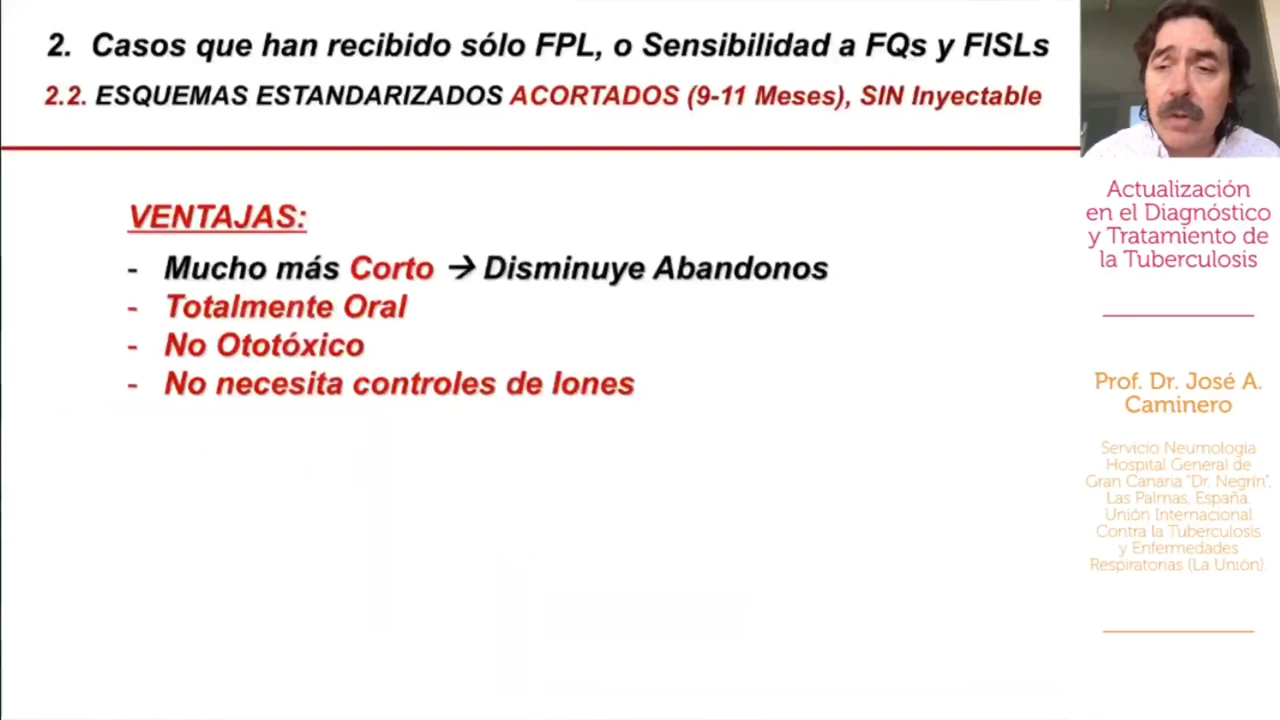 2. Casos que han recibido sólo FPL, o Sensibilidad a FQs y FISLs
2.2. ESQUEMAS ESTANDARIZADOS ACORTADOS (9-11 Meses), SIN Inyectable
VENTAJAS:
- Mucho más Corto → Disminuye Abandonos
- Totalmente Oral
- No Ototóxico
- No necesita controles de Iones
Actualización
en el Diagnóstico
y Tratamiento de
la Tuberculosis
Prof. Dr. José A.
Caminero
Servicio Neumologia
Hospital General de
Gran Canaria "Dr. Negrin".
Las Palmas, España.
Unión Internacional
Contra la Tuberculosis
y Enfermedades
Respiratorias (La Unión).